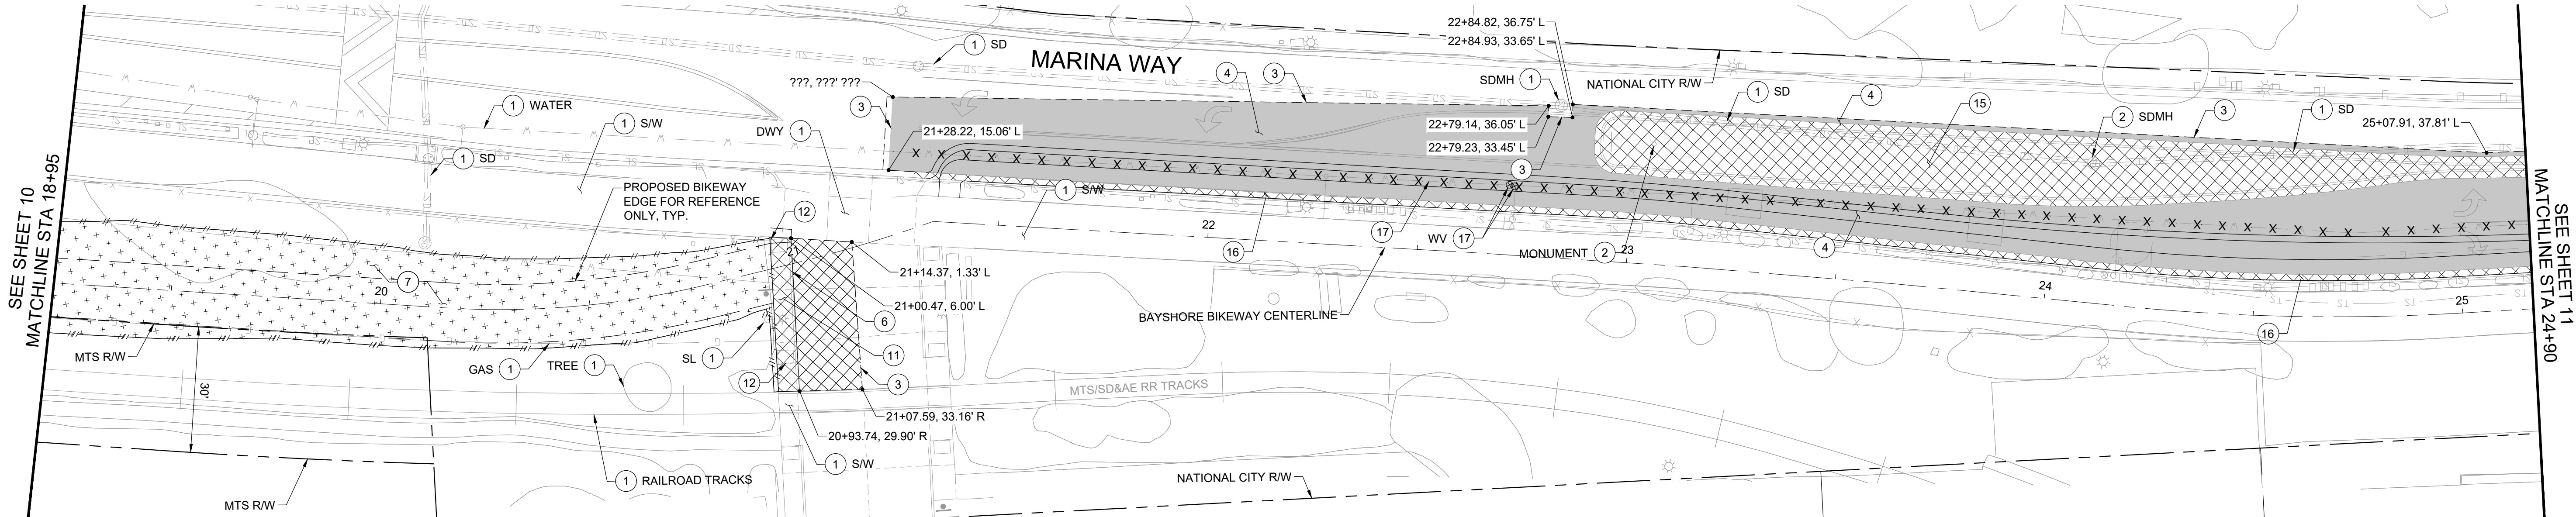 22+84.82, 36.75' L
22+84.93, 33.65' L
1 SD
MARINA WAY
4
3
SDMH 1
NATIONAL CITY R/W
???, ???' ???
3
1 SD
4
15
2 SDMH
3
1 SD
25+07.91, 37.81' L
1 WATER
1 S/W
DWY 1
21+28.22, 15.06' L
22+79.14, 36.05' L
22+79.23, 33.45' L
3
SEE SHEET 10
MATCHLINE STA 18+95
1 SD
PROPOSED BIKEWAY
EDGE FOR REFERENCE
ONLY, TYP.
1 S/W
SEE SHEET 11
MATCHLINE STA 24+90
12
21
22
16
17
WV 17
MONUMENT 2
23
4
7
20
21+14.37, 1.33' L
24
25
21+00.47, 6.00' L
6
BAYSHORE BIKEWAY CENTERLINE
16
11
MTS R/W
GAS 1
TREE 1
SL 1
12
3
MTS/SD&AE RR TRACKS
30'
21+07.59, 33.16' R
20+93.74, 29.90' R
1 S/W
1 RAILROAD TRACKS
NATIONAL CITY R/W
MTS R/W